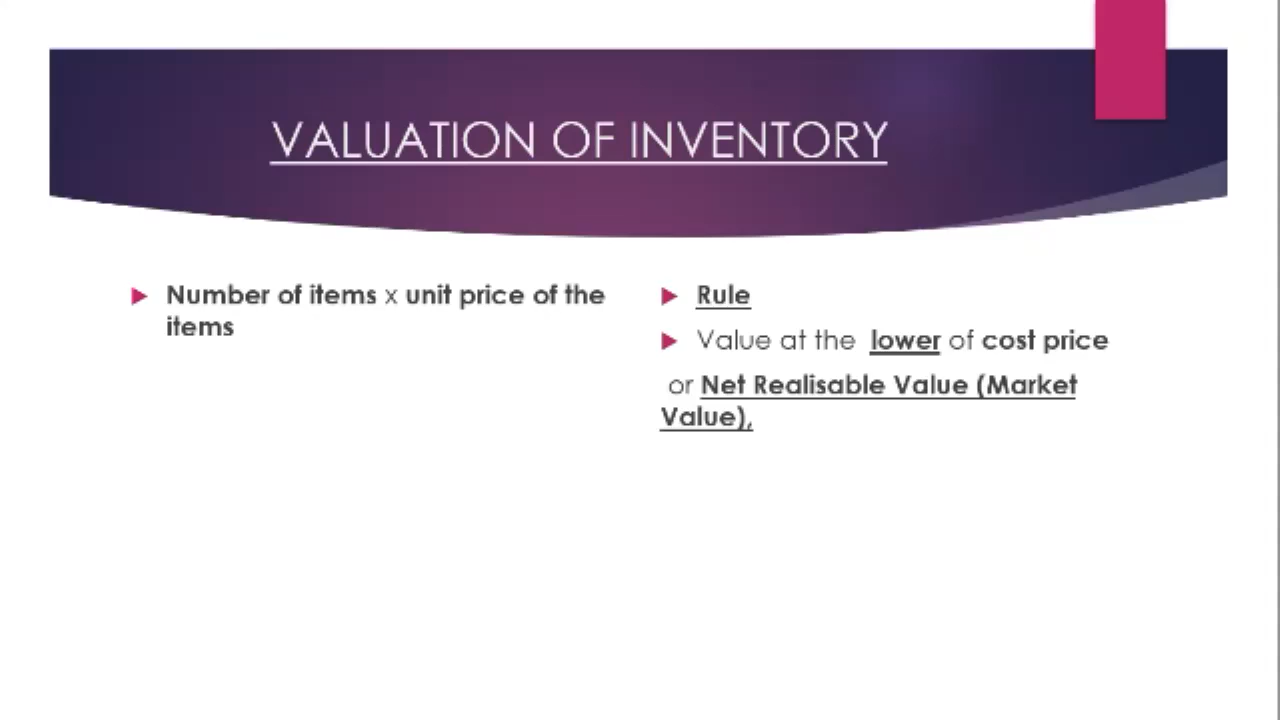 VALUATION OF INVENTORY
Number of items x unit price of the
items
Rule
Value at the lower of cost price
or Net Realisable Value (Market
Value),